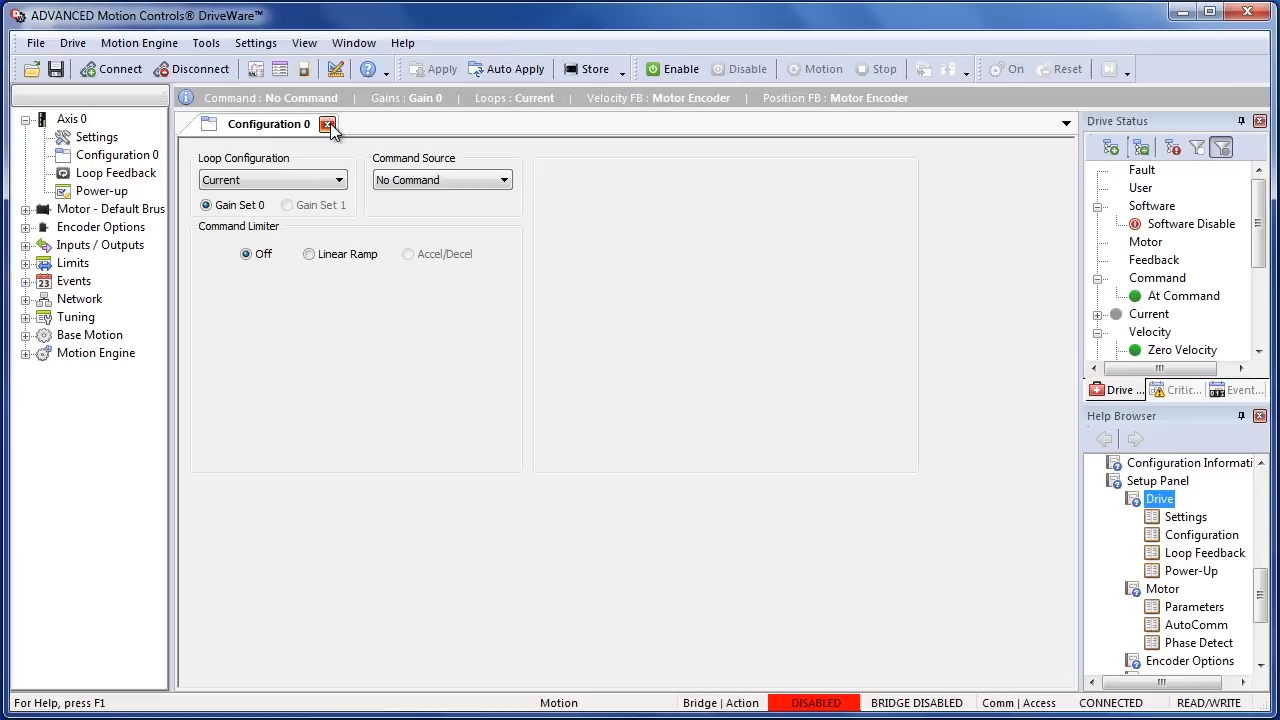 ADVANCED Motion Controls® DriveWare™
File Drive Motion Engine Tools Settings View Window Help
Connect Disconnect Apply Auto Apply Store Enable Disable Motion Stop On Reset
Command : No Command | Gains : Gain 0 | Loops : Current | Velocity FB : Motor Encoder | Position FB : Motor Encoder
Axis 0
Settings
Configuration 0
Loop Feedback
Power-up
Motor - Default Brus
Encoder Options
Inputs / Outputs
Limits
Events
Network
Tuning
Base Motion
Motion Engine
Configuration 0
Loop Configuration
Current
Gain Set 0 Gain Set 1
Command Source
No Command
Command Limiter
Off Linear Ramp Accel/Decel
Drive Status
Fault
User
Software
Software Disable
Motor
Feedback
Command
At Command
Current
Velocity
Zero Velocity
Drive ... Critic... Event...
Help Browser
Configuration Informati
Setup Panel
Drive
Settings
Configuration
Loop Feedback
Power-Up
Motor
Parameters
AutoComm
Phase Detect
Encoder Options
For Help, press F1 Motion Bridge | Action DISABLED BRIDGE DISABLED Comm | Access CONNECTED READ/WRITE